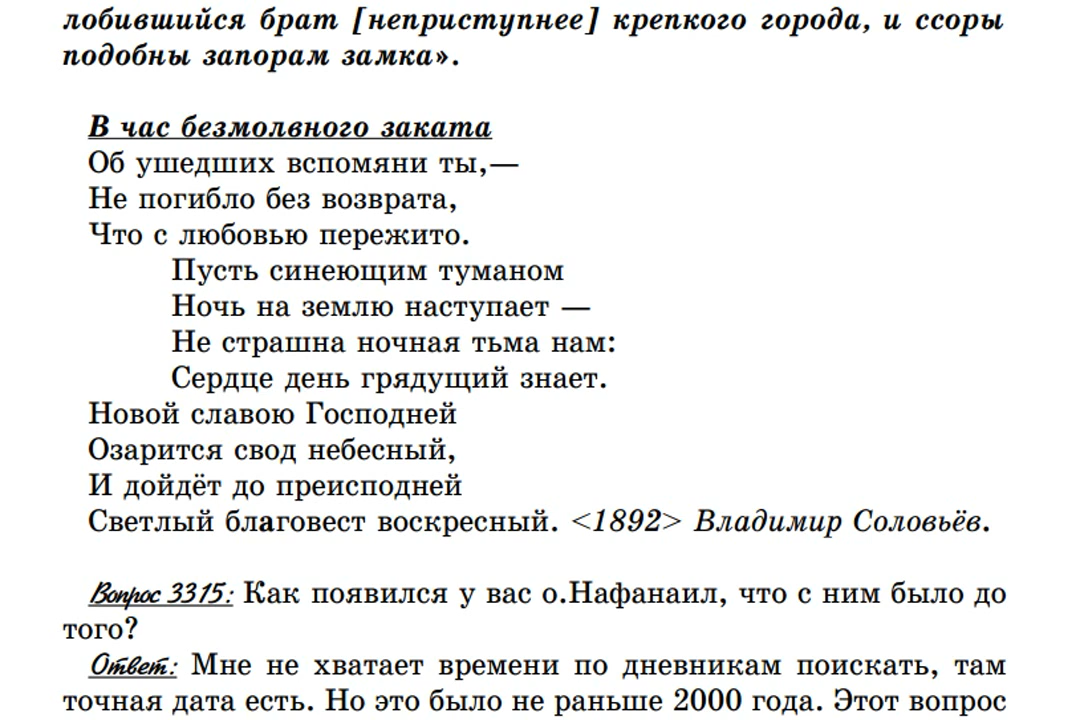 лобившийся брат [неприступнее] крепкого города, и ссоры
подобны запорам замка».
В час безмолвного заката
Об ушедших вспомяни ты,—
Не погибло без возврата,
Что с любовью пережито.
Пусть синеющим туманом
Ночь на землю наступает —
Не страшна ночная тьма нам:
Сердце день грядущий знает.
Новой славою Господней
Озарится свод небесный,
И дойдёт до преисподней
Светлый благовест воскресный. <1892> Владимир Соловьёв.
Вопрос 3315: Как появился у вас о.Нафанаил, что с ним было до
того?
Ответ: Мне не хватает времени по дневникам поискать, там
точная дата есть. Но это было не раньше 2000 года. Этот вопрос